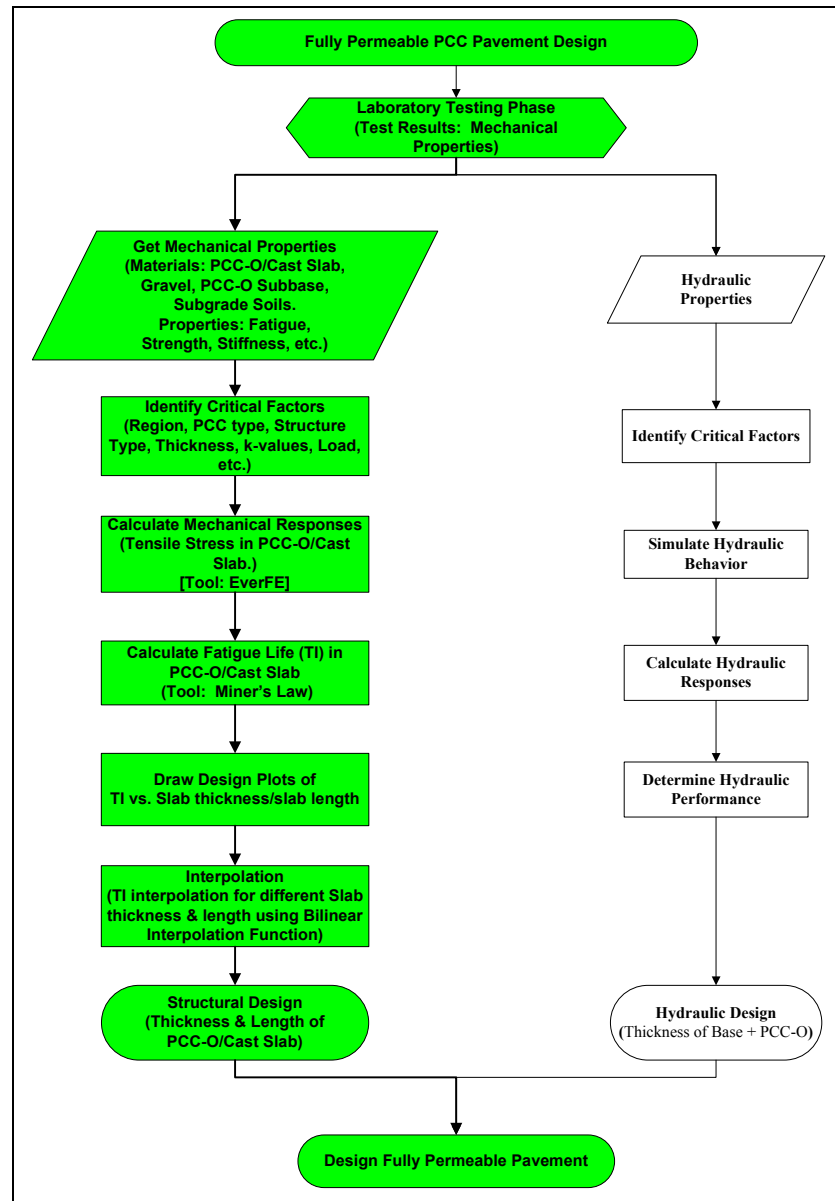 Fully Permeable PCC Pavement Design
Laboratory Testing Phase
(Test Results: Mechanical
Properties)
Get Mechanical Properties
(Materials: PCC-O/Cast Slab,
Gravel, PCC-O Subbase,
Subgrade Soils.
Properties: Fatigue,
Strength, Stiffness, etc.)
Identify Critical Factors
(Region, PCC type, Structure
Type, Thickness, k-values, Load,
etc.)
Calculate Mechanical Responses
(Tensile Stress in PCC-O/Cast
Slab.)
[Tool: EverFE]
Calculate Fatigue Life (TI) in
PCC-O/Cast Slab
(Tool: Miner's Law)
Draw Design Plots of
TI vs. Slab thickness/slab length
Interpolation
(TI interpolation for different Slab
thickness & length using Bilinear
Interpolation Function)
Structural Design
(Thickness & Length of
PCC-O/Cast Slab)
Hydraulic
Properties
Identify Critical Factors
Simulate Hydraulic
Behavior
Calculate Hydraulic
Responses
Determine Hydraulic
Performance
Hydraulic Design
(Thickness of Base + PCC-O)
Design Fully Permeable Pavement